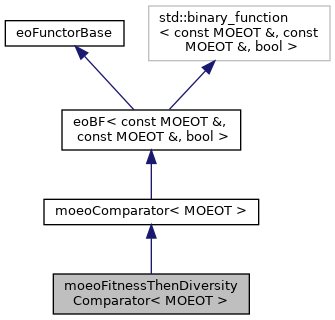 eoFunctorBase
std::binary_function
< const MOEOT &, const
MOEOT &, bool >
eoBF< const MOEOT &,
const MOEOT &, bool >
moeoComparator< MOEOT >
moeoFitnessThenDiversity
Comparator< MOEOT >